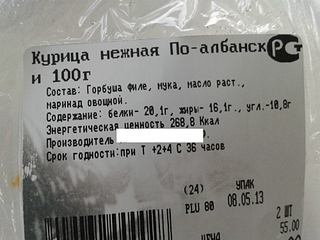 Курица нежная По-албанск
и 100г
Состав: Горбуша филе, мука, масло раст.,
маринад овощной.
Содержание: белки- 20,1г, жиры- 16,1г., угл.-10,8г
Энергетическая ценность 268,8 Ккал
Производитель ).
Срок годности:при Т +2+4 С 36 часов
(24) УПАК
PLU 80 08.05.13
2 ШТ
55.00